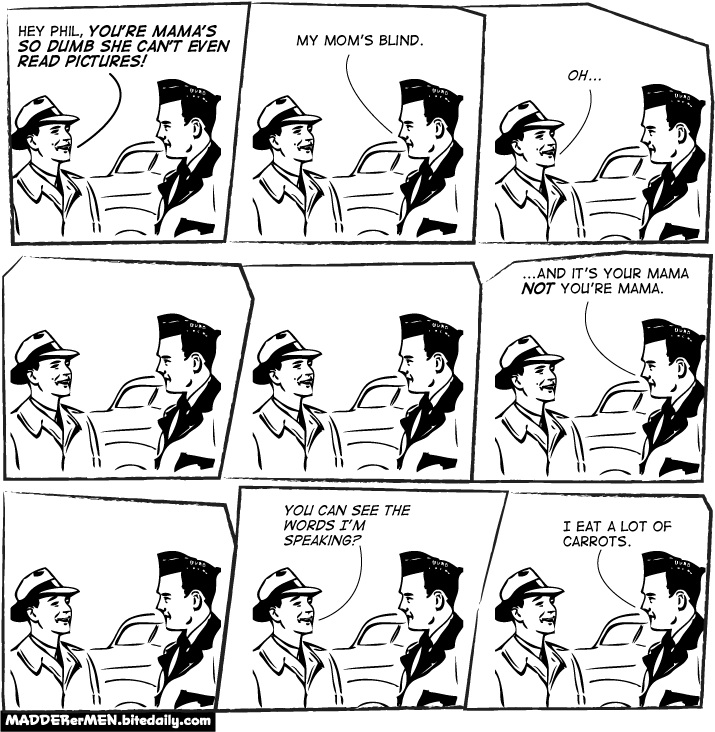 HEY PHIL, YOU'RE MAMA'S
SO DUMB SHE CAN'T EVEN
READ PICTURES!
MY MOM'S BLIND.
OH...
...AND IT'S YOUR MAMA
NOT YOU'RE MAMA.
YOU CAN SEE THE
WORDS I'M
SPEAKING?
I EAT A LOT OF
CARROTS.
MADDERerMEN.bitedaily.com